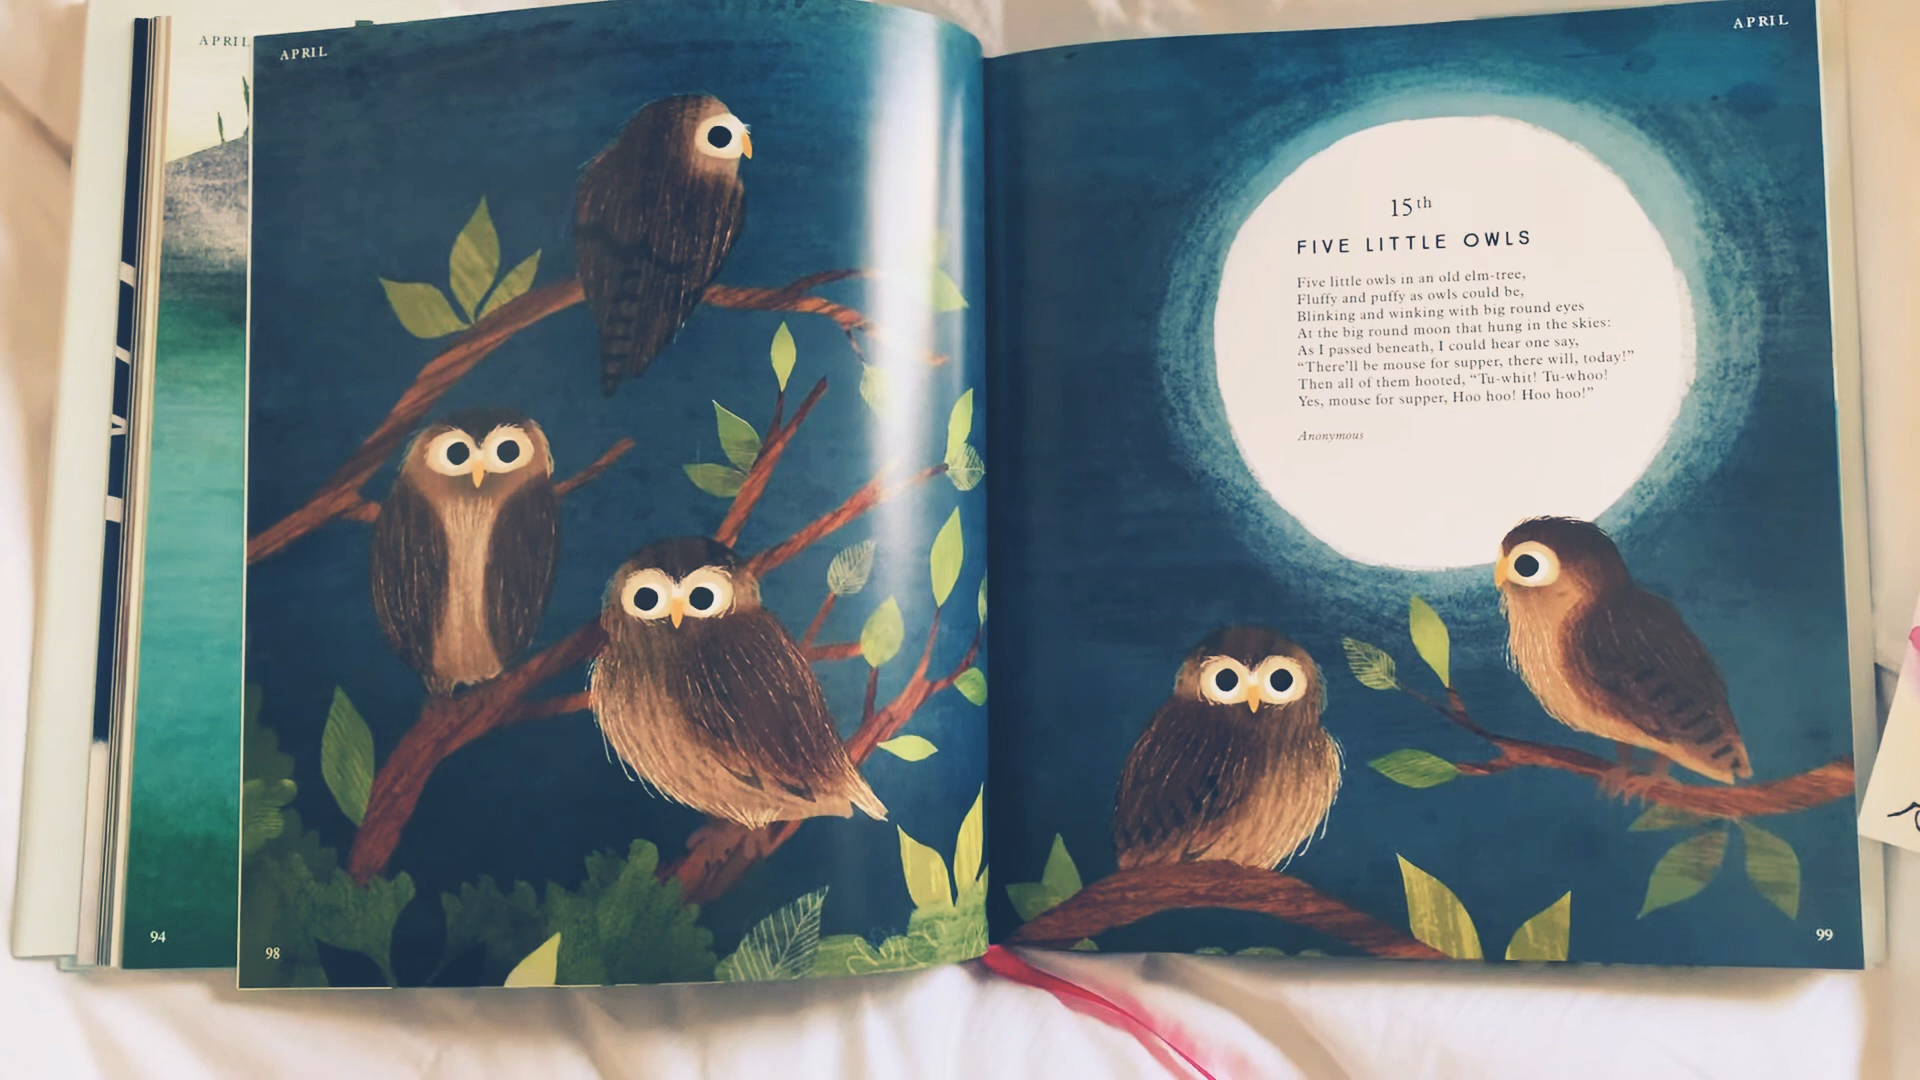 APRIL
94
APRIL
98
APRIL
15th
FIVE LITTLE OWLS
Five little owls in an old elm-tree,
Fluffy and puffy as owls could be,
Blinking and winking with big round eyes
At the big round moon that hung in the skies:
As I passed beneath, I could hear one say,
“There’ll be mouse for supper, there will, today!”
Then all of them hooted, “Tu-whit! Tu-whoo!
Yes, mouse for supper, Hoo hoo! Hoo hoo!”
Anonymous
99